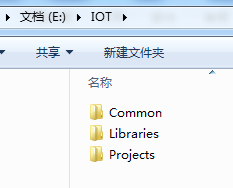 文档 (E:) ▸ IOT ▸
共享 ▼ 新建文件夹
名称
Common
Libraries
Projects